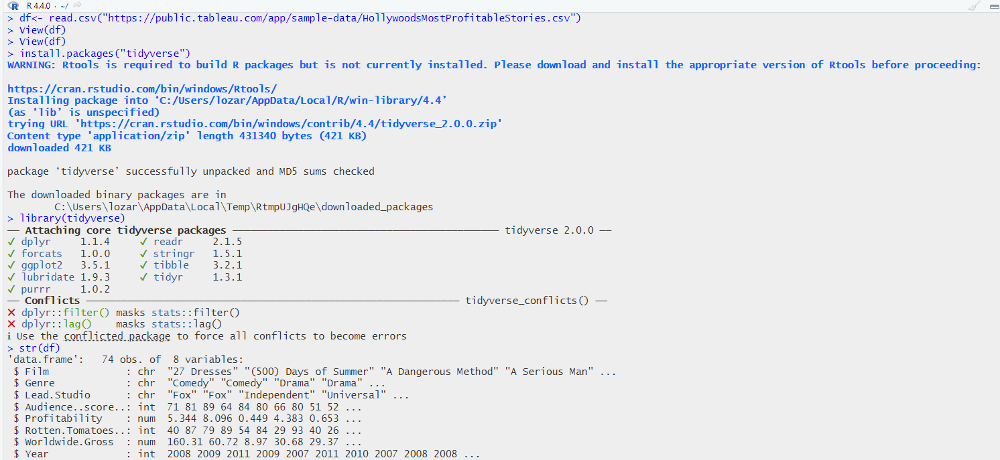 R 4.4.0 · ~/
> df<- read.csv("https://public.tableau.com/app/sample-data/HollywoodsMostProfitableStories.csv")
> View(df)
> View(df)
> install.packages("tidyverse")
WARNING: Rtools is required to build R packages but is not currently installed. Please download and install the appropriate version of Rtools before proceeding:
https://cran.rstudio.com/bin/windows/Rtools/
Installing package into ‘C:/Users/lozar/AppData/Local/R/win-library/4.4’
(as ‘lib’ is unspecified)
trying URL 'https://cran.rstudio.com/bin/windows/contrib/4.4/tidyverse_2.0.0.zip'
Content type 'application/zip' length 431340 bytes (421 KB)
downloaded 421 KB
package ‘tidyverse’ successfully unpacked and MD5 sums checked
The downloaded binary packages are in
C:\Users\lozar\AppData\Local\Temp\RtmpUJgHQe\downloaded_packages
> library(tidyverse)
── Attaching core tidyverse packages ──────────────── tidyverse 2.0.0 ──
✔ dplyr     1.1.4     ✔ readr     2.1.5
✔ forcats   1.0.0     ✔ stringr   1.5.1
✔ ggplot2   3.5.1     ✔ tibble    3.2.1
✔ lubridate 1.9.3     ✔ tidyr     1.3.1
✔ purrr     1.0.2
── Conflicts ──────────────── tidyverse_conflicts() ──
✖ dplyr::filter() masks stats::filter()
✖ dplyr::lag()    masks stats::lag()
ℹ Use the conflicted package to force all conflicts to become errors
> str(df)
'data.frame':   74 obs. of  8 variables:
$ Film             : chr  "27 Dresses" "(500) Days of Summer" "A Dangerous Method" "A Serious Man" ...
$ Genre            : chr  "Comedy" "Comedy" "Drama" "Drama" ...
$ Lead.Studio      : chr  "Fox" "Fox" "Independent" "Universal" ...
$ Audience..score..: int  71 81 89 64 84 80 66 80 51 52 ...
$ Profitability    : num  5.344 8.096 0.449 4.383 0.653 ...
$ Rotten.Tomatoes..: int  40 87 79 89 54 84 29 93 40 26 ...
$ Worldwide.Gross  : num  160.31 60.72 8.97 30.68 29.37 ...
$ Year             : int  2008 2009 2011 2009 2007 2011 2010 2007 2008 2008 ...